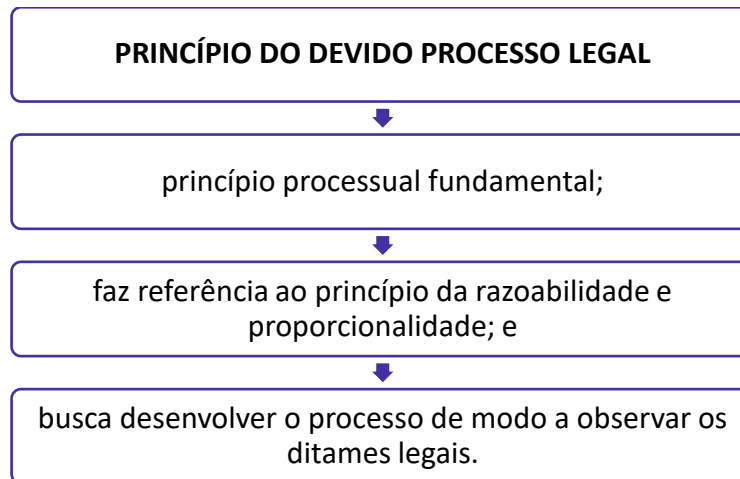 PRINCÍPIO DO DEVIDO PROCESSO LEGAL
princípio processual fundamental;
faz referência ao princípio da razoabilidade e
proporcionalidade; e
busca desenvolver o processo de modo a observar os
ditames legais.